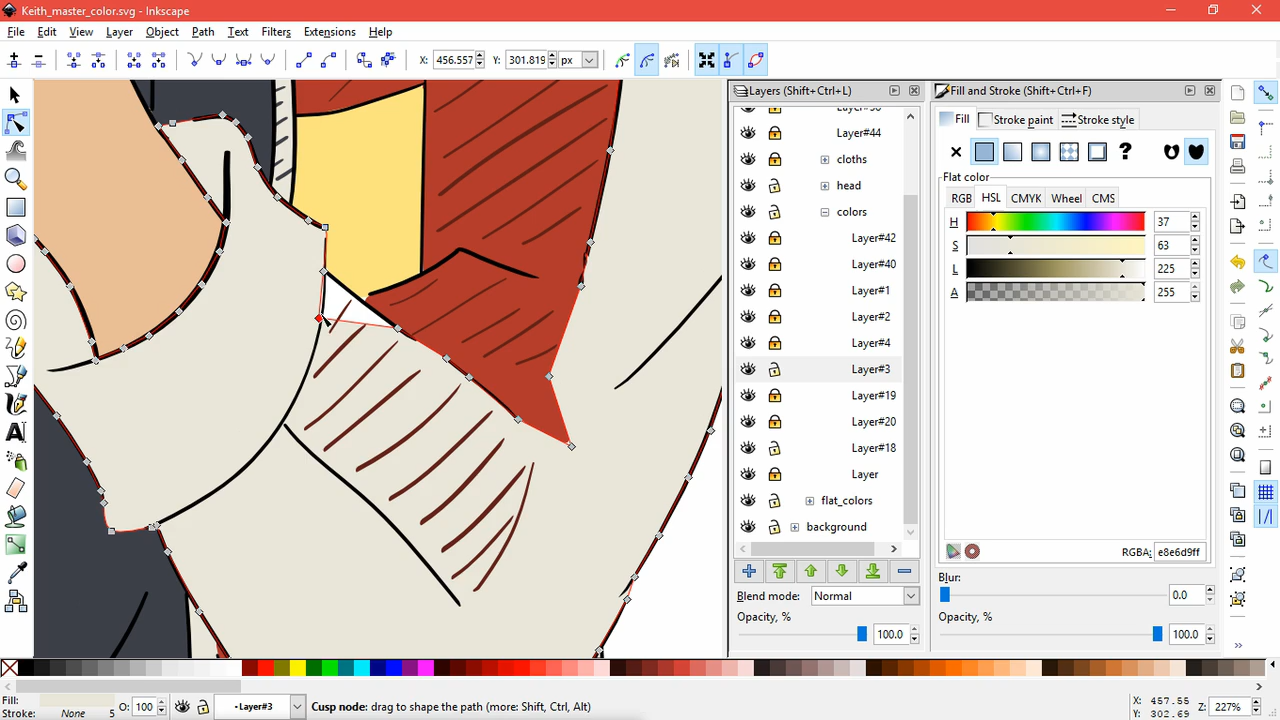 Keith_master_color.svg - Inkscape
File Edit View Layer Object Path Text Filters Extensions Help
X: 456.557 Y: 301.819 px
Layers (Shift+Ctrl+L)
Layer#44
cloths
head
colors
Layer#42
Layer#40
Layer#1
Layer#2
Layer#4
Layer#3
Layer#19
Layer#20
Layer#18
Layer
flat_colors
background
Blend mode: Normal
Opacity, % 100.0
Fill and Stroke (Shift+Ctrl+F)
Fill Stroke paint Stroke style
Flat color
RGB HSL CMYK Wheel CMS
H 37
S 63
L 225
A 255
RGBA: e8e6d9ff
Blur:
0.0
Opacity, %
100.0
Fill:
Stroke: None 5
O: 100
•Layer#3
Cusp node: drag to shape the path (more: Shift, Ctrl, Alt)
X: 457.55
Y: 302.69
Z: 227%